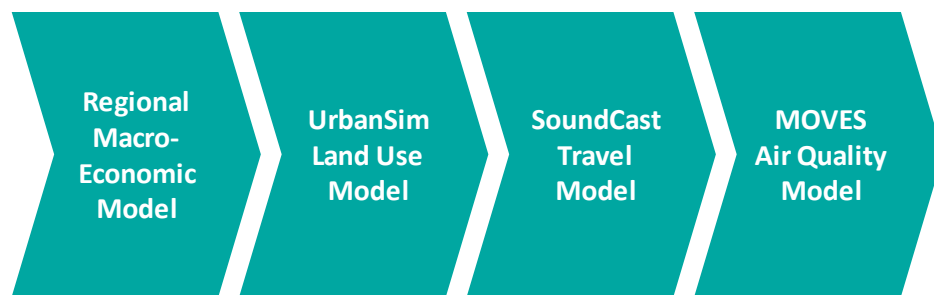 Regional
Macro-
Economic
Model
UrbanSim
Land Use
Model
SoundCast
Travel
Model
MOVES
Air Quality
Model